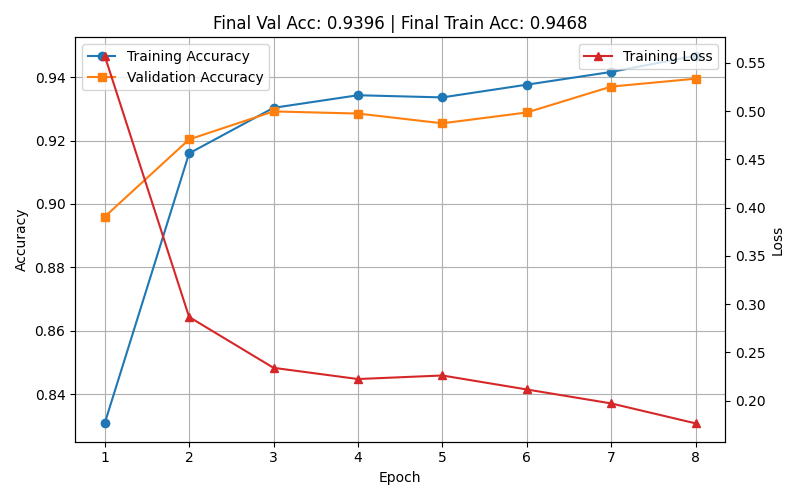 Final Val Acc: 0.9396 | Final Train Acc: 0.9468
Training Accuracy
Validation Accuracy
Training Loss
Accuracy
0.94
0.92
0.90
0.88
0.86
0.84
0.55
0.50
0.45
0.40
0.35
0.30
0.25
0.20
Loss
1 2 3 4 5 6 7 8
Epoch